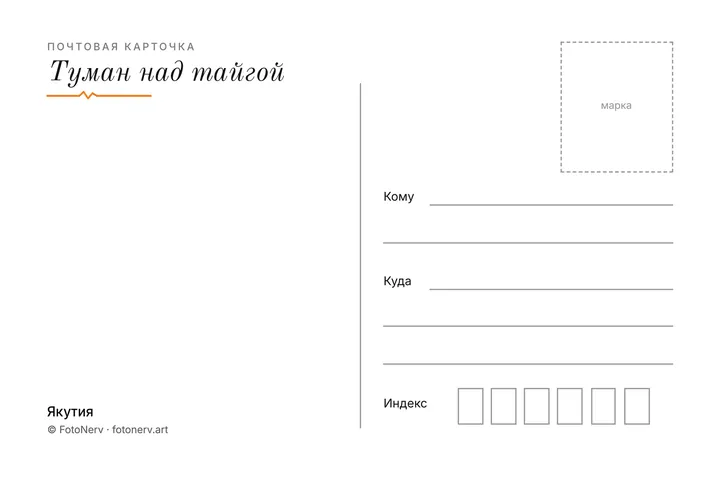 ПОЧТОВАЯ КАРТОЧКА
Туман над тайгой
марка
Кому
Куда
Индекс
Якутия
© FotoNerv · fotonerv.art